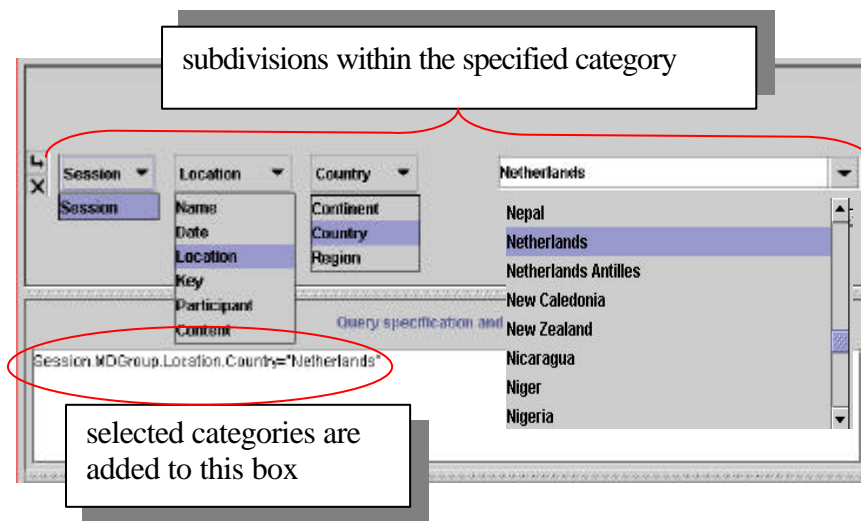 subdivisions within the specified category
Session
Location
Country
Netherlands
Session
Name
Date
Location
Key
Participant
Content
Continent
Country
Region
Nepal
Netherlands
Netherlands Antilles
New Caledonia
New Zealand
Nicaragua
Niger
Nigeria
Query specification and
Session.MDGroup.Location.Country="Netherlands"
selected categories are
added to this box